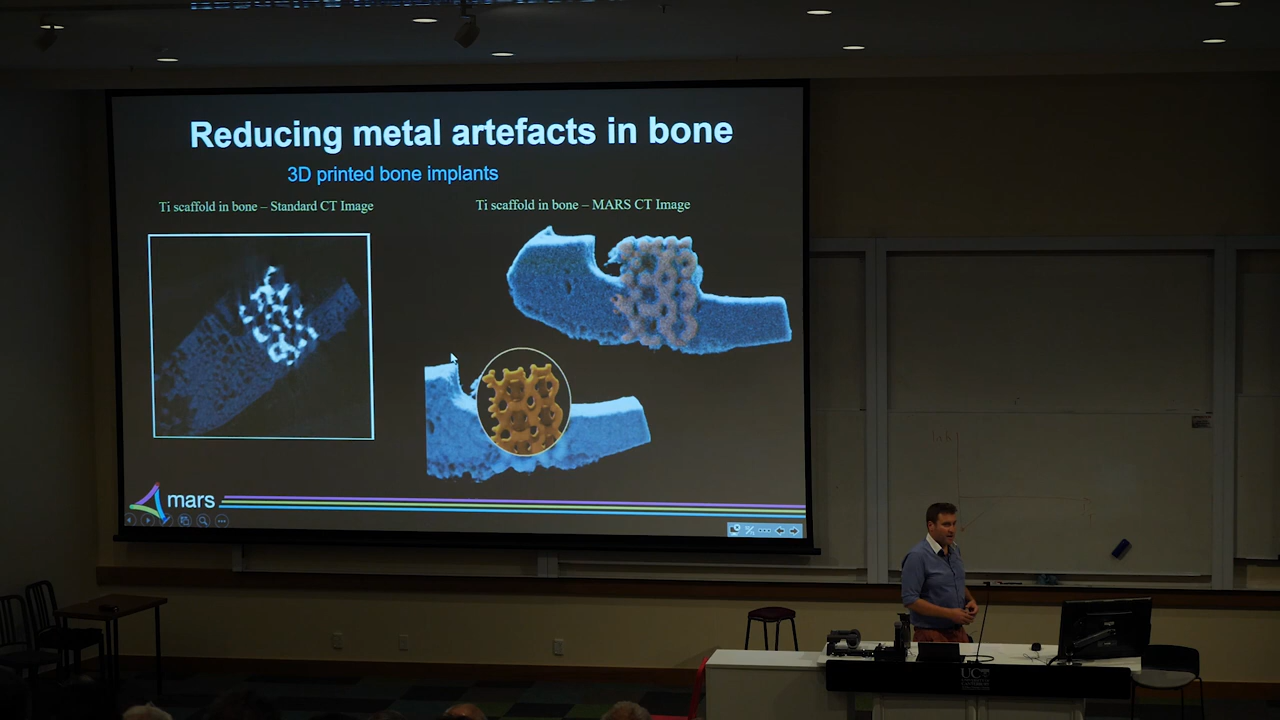 Reducing metal artefacts in bone
3D printed bone implants
Ti scaffold in bone – Standard CT Image
Ti scaffold in bone – MARS CT Image
mars
UC